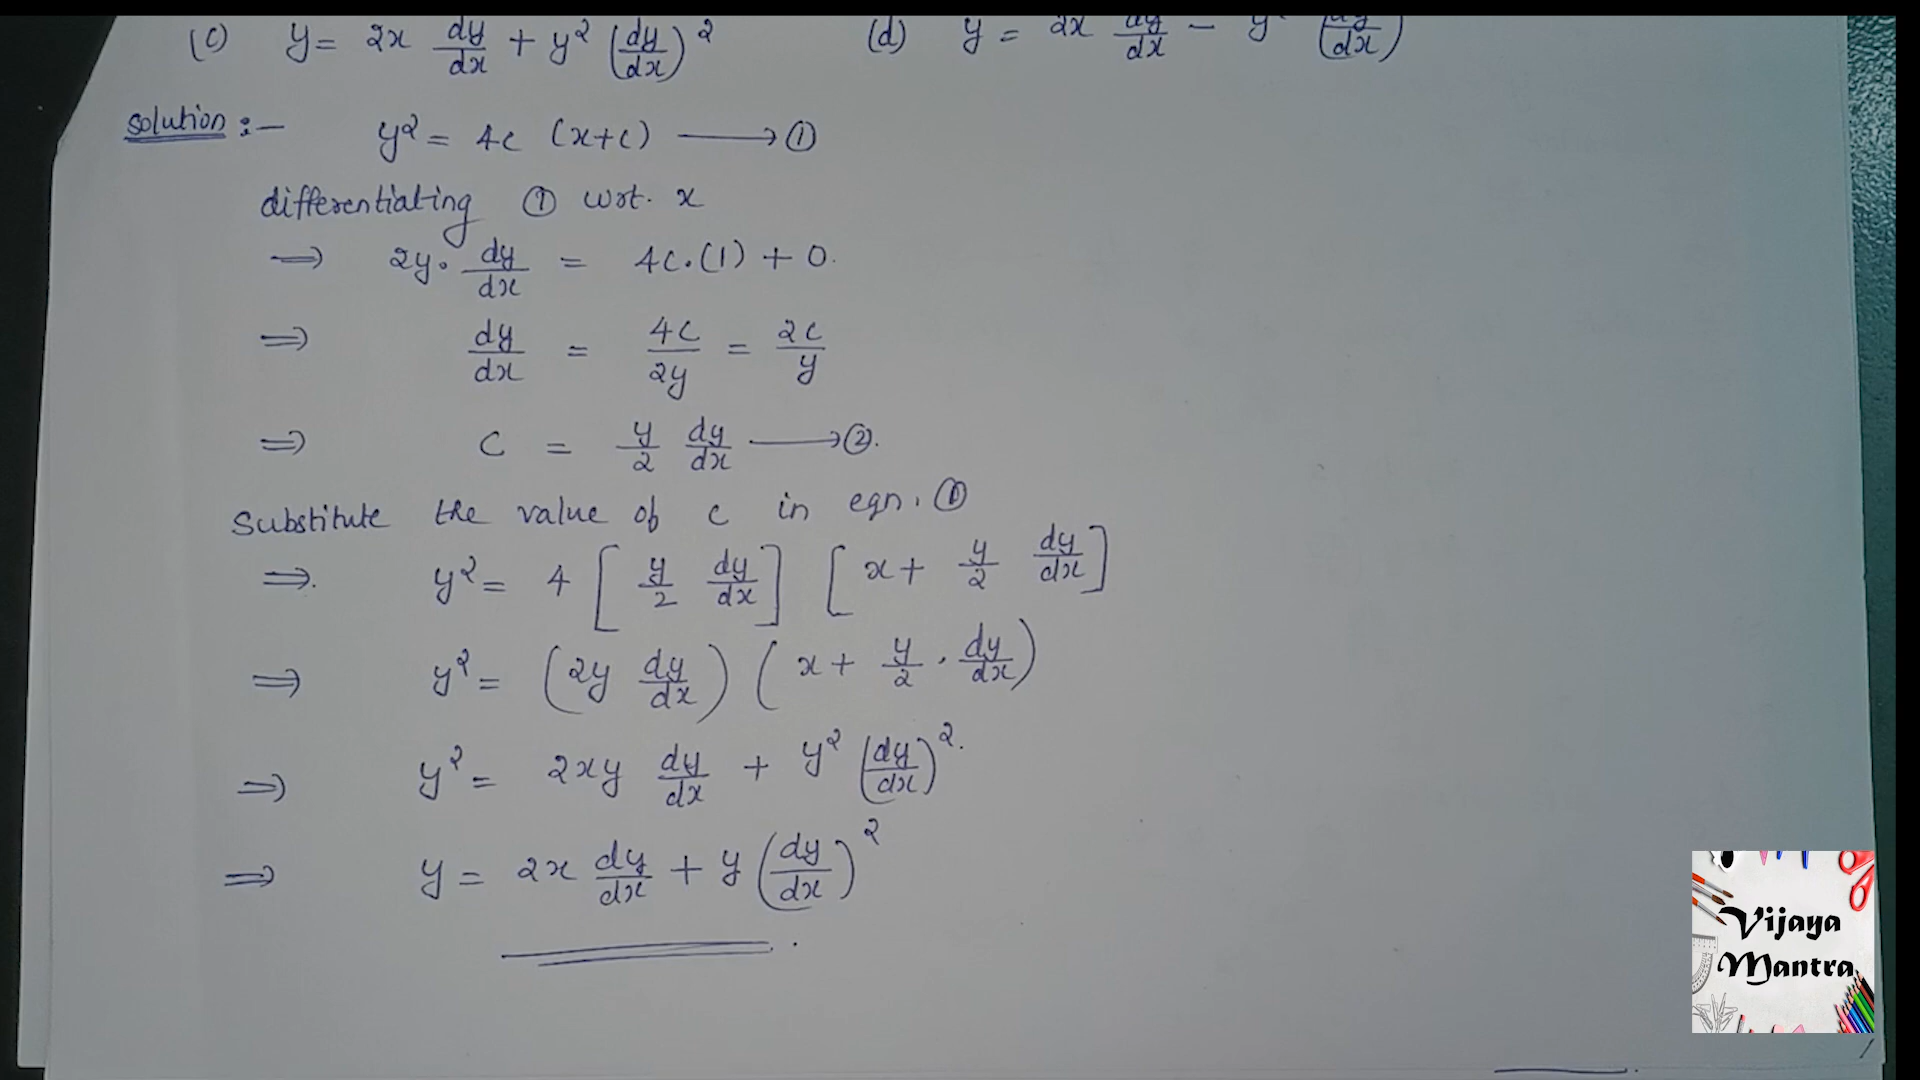 (c) y = 2x dy/dx + y² (dy/dx)² (d) y = 2x dy/dx - y² (dy/dx)
solution :- y² = 4c (x+c) → ①
differentiating ① wrt. x
⇒ 2y. dy/dx = 4c.(1) + 0.
⇒ dy/dx = 4c/2y = 2c/y
⇒ c = y/2 dy/dx → ②.
Substitute the value of c in eqn. ①
⇒. y² = 4 [y/2 dy/dx] [x + y/2 dy/dx]
⇒ y² = (2y dy/dx) (x + y/2 . dy/dx)
⇒ y² = 2xy dy/dx + y² (dy/dx)².
⇒ y = 2x dy/dx + y (dy/dx)²
Vijaya
Mantra